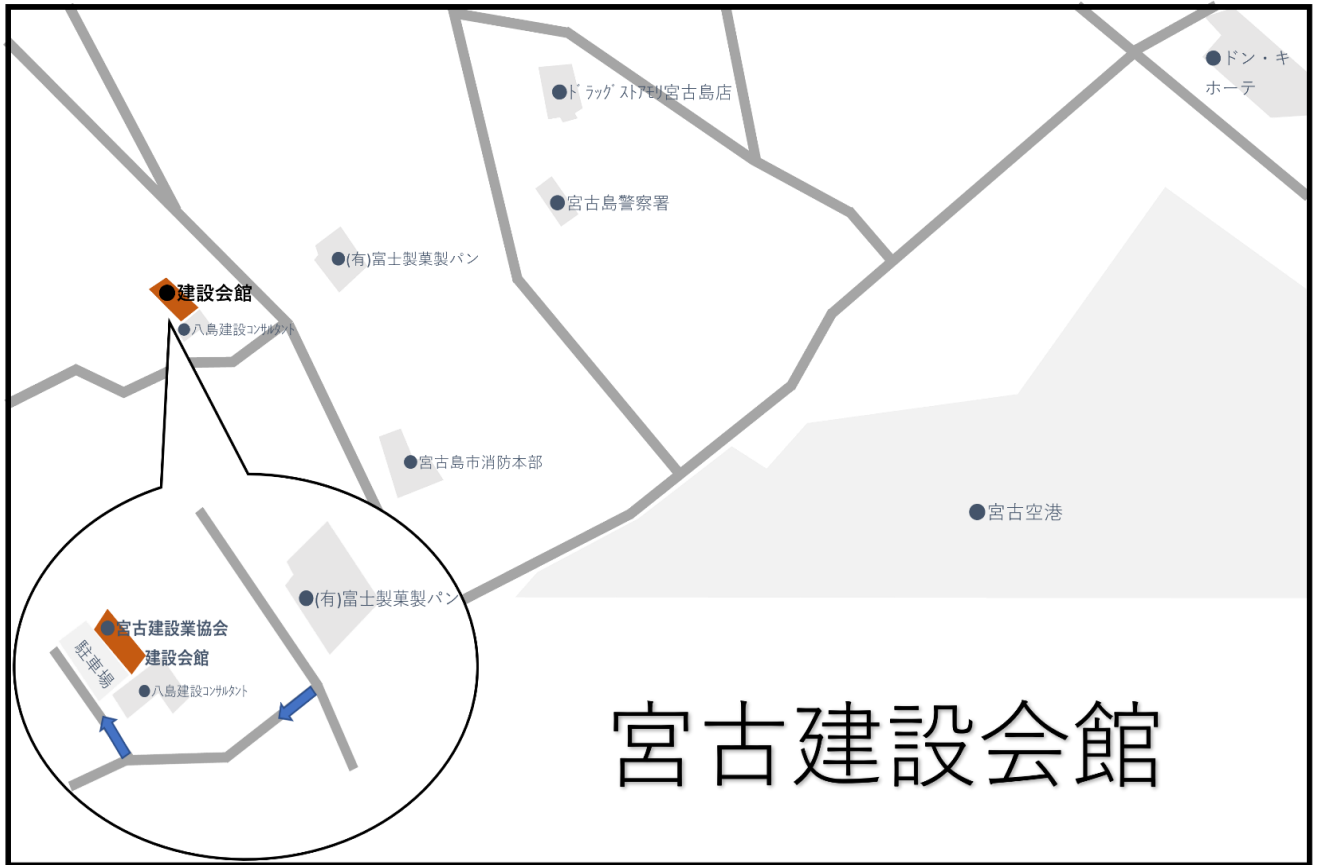 ●ドン・キ
ホーテ
●ﾄﾞﾗｯｸﾞｽﾄｱﾓﾘ宮古島店
●宮古島警察署
●(有)富士製菓製パン
●建設会館
●八島建設ｺﾝｻﾙﾀﾝﾄ
●宮古島市消防本部
●宮古空港
●(有)富士製菓製パン
●宮古建設業協会
建設会館
駐車場
●八島建設ｺﾝｻﾙﾀﾝﾄ
宮古建設会館